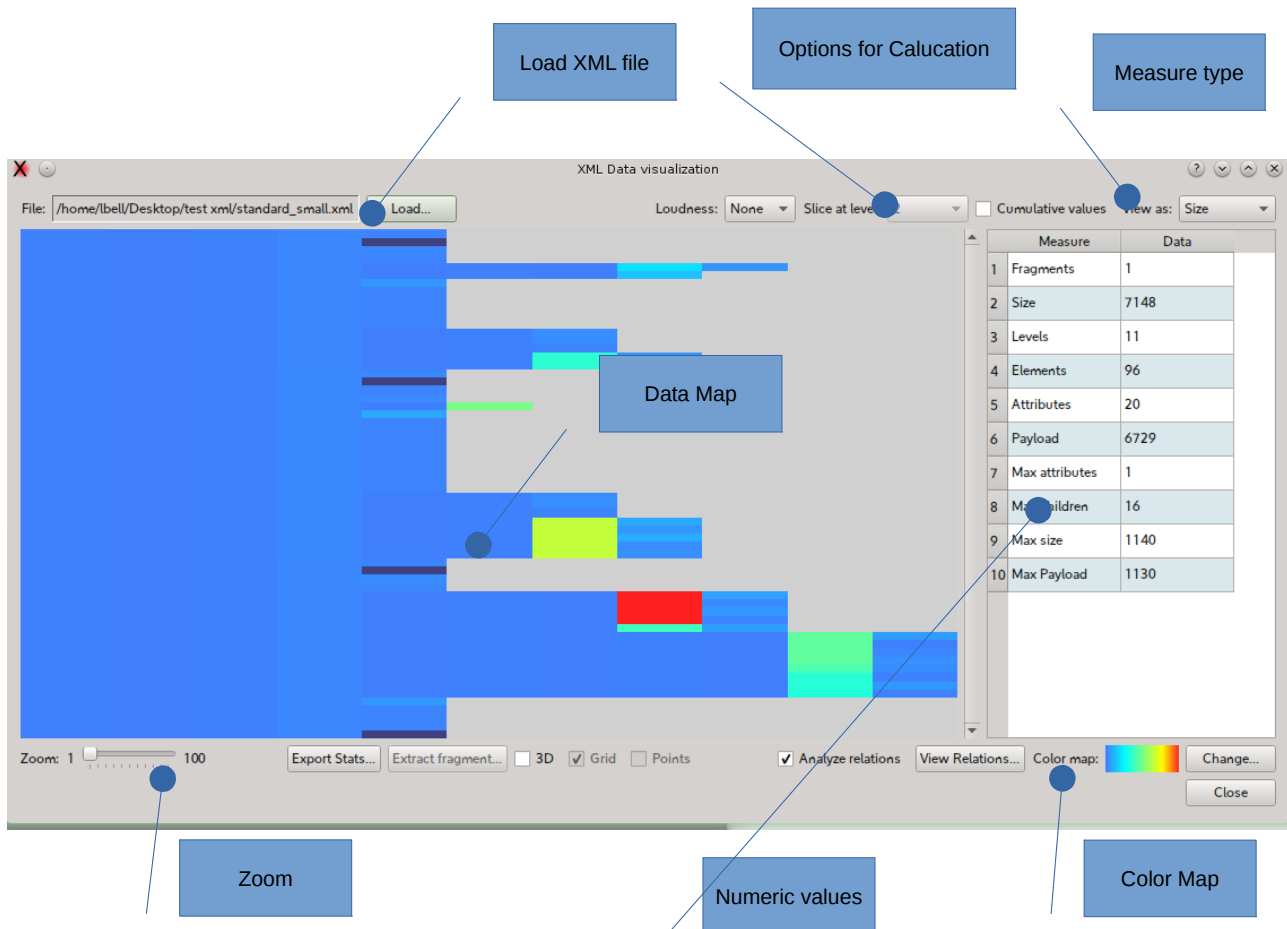 Load XML file
Options for Calucation
Measure type
XML Data visualization
File: /home/lbell/Desktop/test xml/standard_small.xml Load... Loudness: None Slice at level Cumulative values View as: Size
Measure Data
1 Fragments 1
2 Size 7148
3 Levels 11
4 Elements 96
5 Attributes 20
6 Payload 6729
7 Max attributes 1
8 Max children 16
9 Max size 1140
10 Max Payload 1130
Data Map
Zoom: 1 100 Export Stats... Extract fragment... 3D Grid Points Analyze relations View Relations... Color map: Change...
Close
Zoom
Numeric values
Color Map